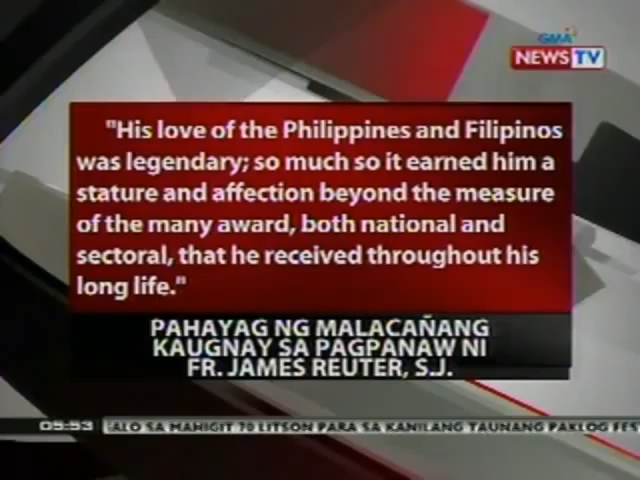 GMA
NEWS TV
"His love of the Philippines and Filipinos
was legendary; so much so it earned him a
stature and affection beyond the measure
of the many award, both national and
sectoral, that he received throughout his
long life."
PAHAYAG NG MALACAÑANG
KAUGNAY SA PAGPANAW NI
FR. JAMES REUTER, S.J.
05:53 ALO SA MAHIGIT 70 LITSON PARA SA KANILANG TAUNANG PAKLOG FES